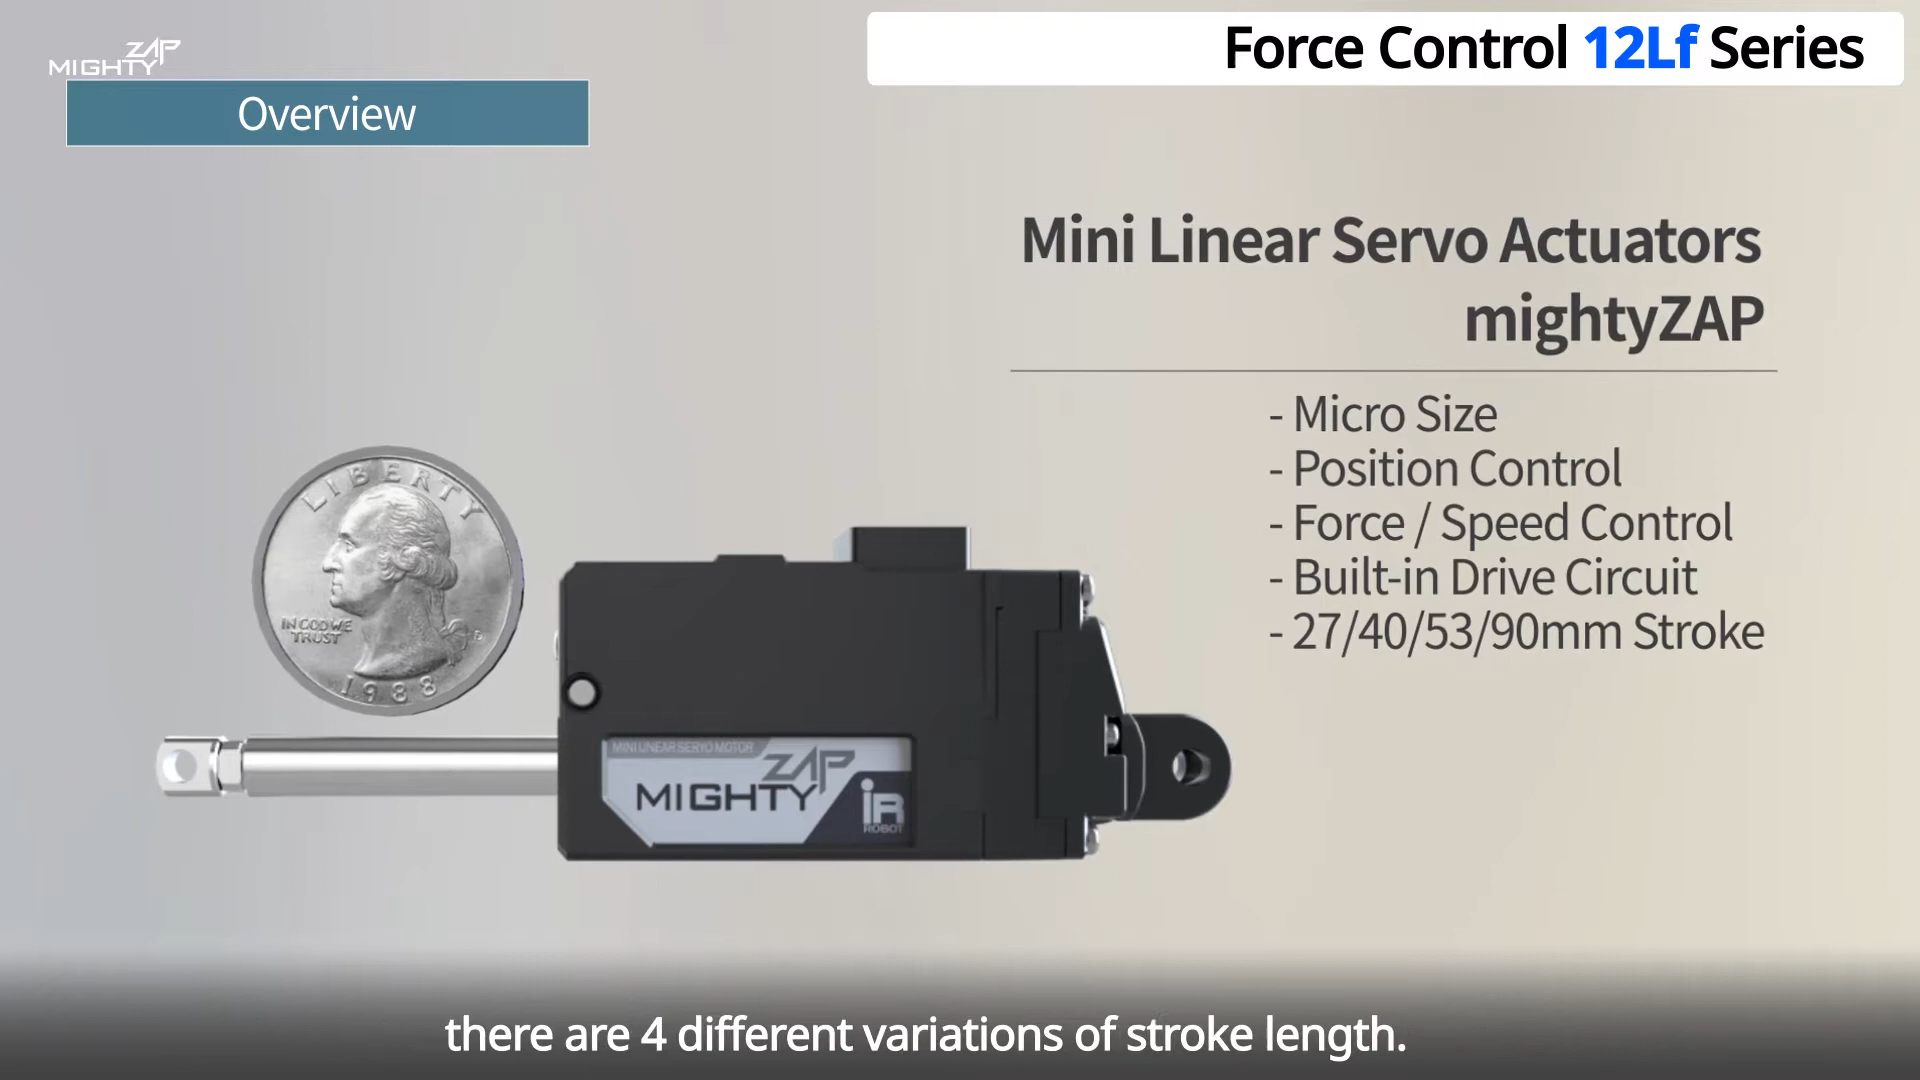 MIGHTY ZAP
Force Control 12Lf Series
Overview
Mini Linear Servo Actuators
mightyZAP
- Micro Size
- Position Control
- Force / Speed Control
- Built-in Drive Circuit
- 27/40/53/90mm Stroke
LIBERTY
IN GOD WE
TRUST
1988
MINI LINEAR SERVO MOTOR
MIGHTY ZAP
iR
ROBOT
there are 4 different variations of stroke length.